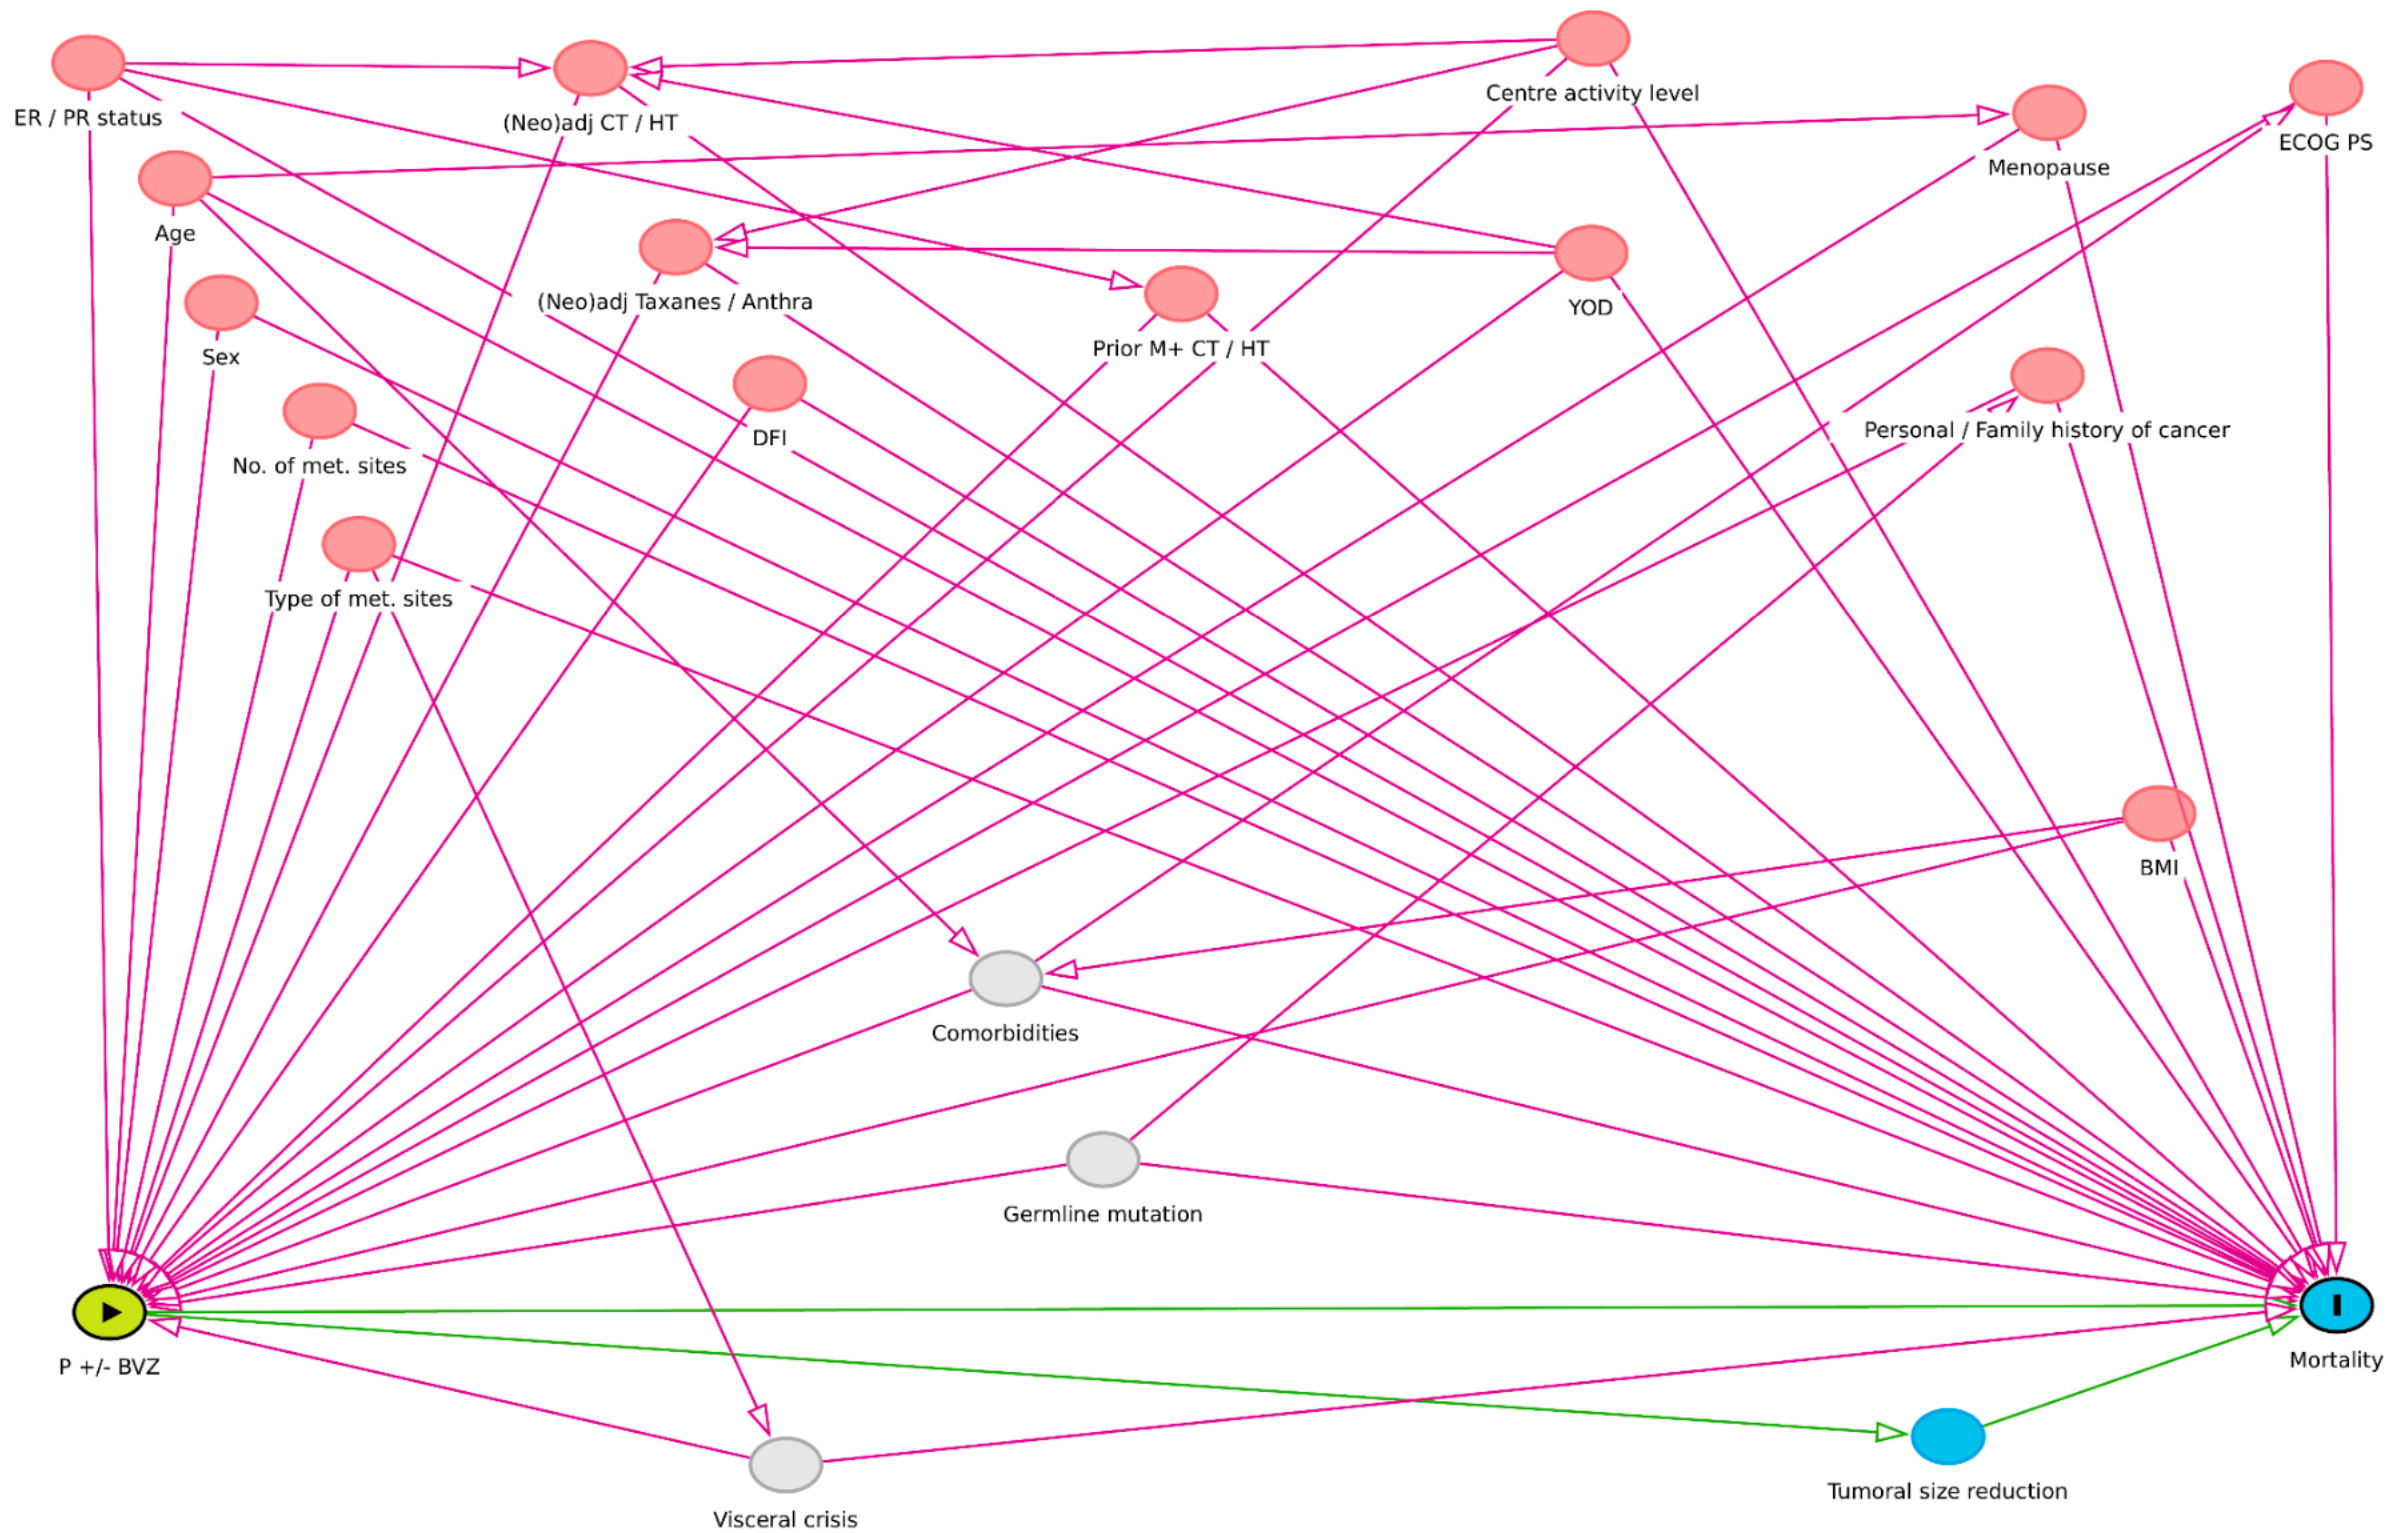 Centre activity level
ER / PR status
(Neo)adj CT / HT
ECOG PS
Menopause
Age
(Neo)adj Taxanes / Anthra
YOD
Sex
Prior M+ CT / HT
DFI
Personal / Family history of cancer
No. of met. sites
Type of met. sites
BMI
Comorbidities
Germline mutation
P +/- BVZ
Mortality
Tumoral size reduction
Visceral crisis